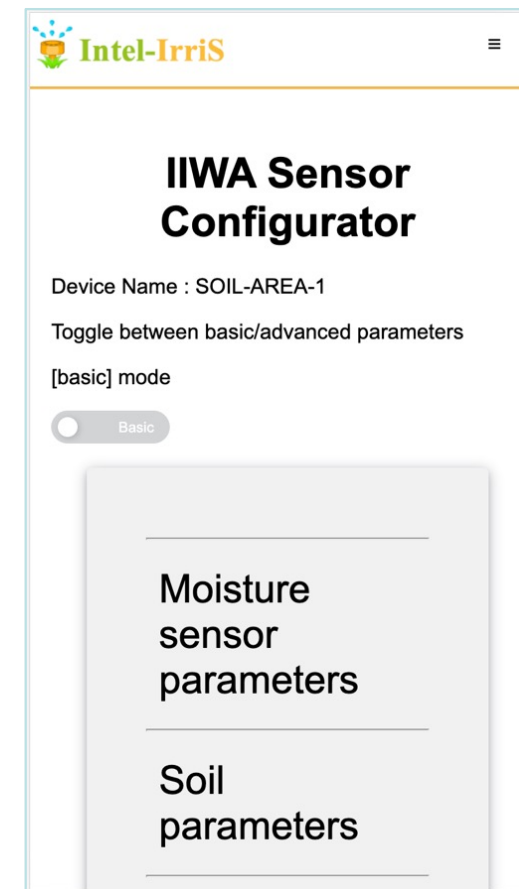 Intel-IrriS
IIWA Sensor
Configurator
Device Name : SOIL-AREA-1
Toggle between basic/advanced parameters
[basic] mode
Basic
Moisture
sensor
parameters
Soil
parameters